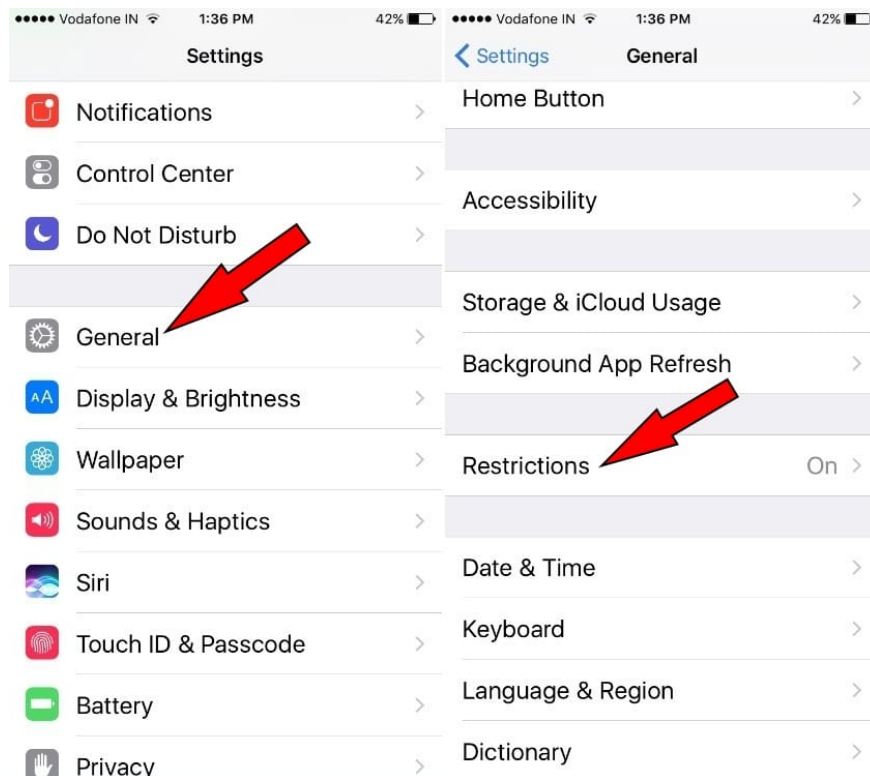 Vodafone IN 1:36 PM 42%
Settings
Notifications
Control Center
Do Not Disturb
General
Display & Brightness
Wallpaper
Sounds & Haptics
Siri
Touch ID & Passcode
Battery
Privacy
Vodafone IN 1:36 PM 42%
Settings General
Home Button
Accessibility
Storage & iCloud Usage
Background App Refresh
Restrictions On
Date & Time
Keyboard
Language & Region
Dictionary